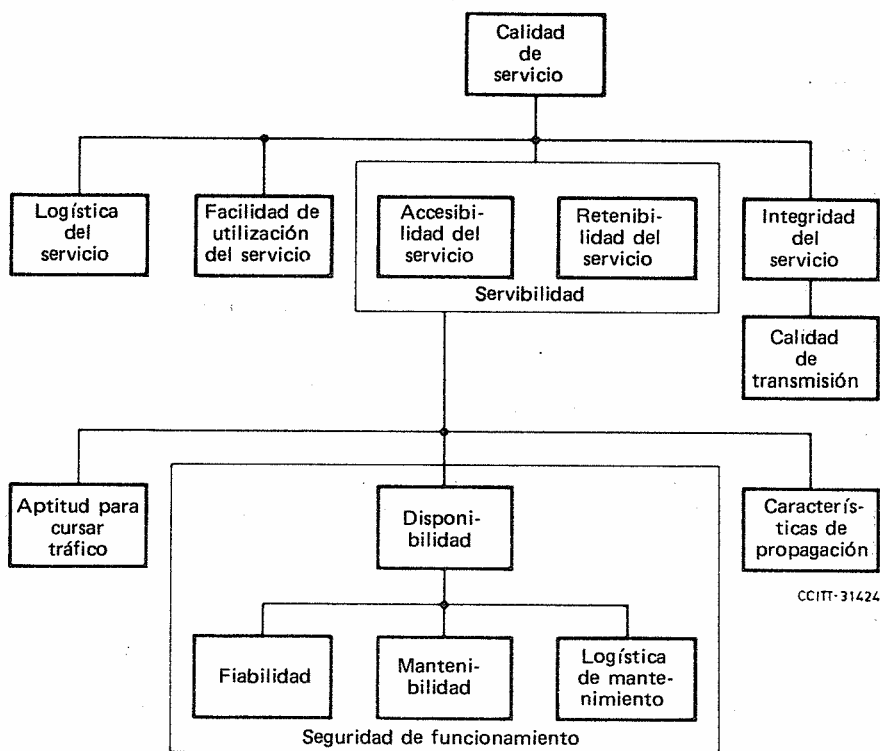 Calidad
de
servicio
Logística
del
servicio
Facilidad de
utilización
del servicio
Accesibi-
lidad del
servicio
Retenibi-
lidad del
servicio
Integridad
del
servicio
Servibilidad
Calidad
de
transmisión
Aptitud para
cursar
tráfico
Disponi-
bilidad
Caracterís-
ticas de
propagación
CCITT-31424
Fiabilidad
Manteni-
bilidad
Logística
de mante-
nimiento
Seguridad de funcionamiento